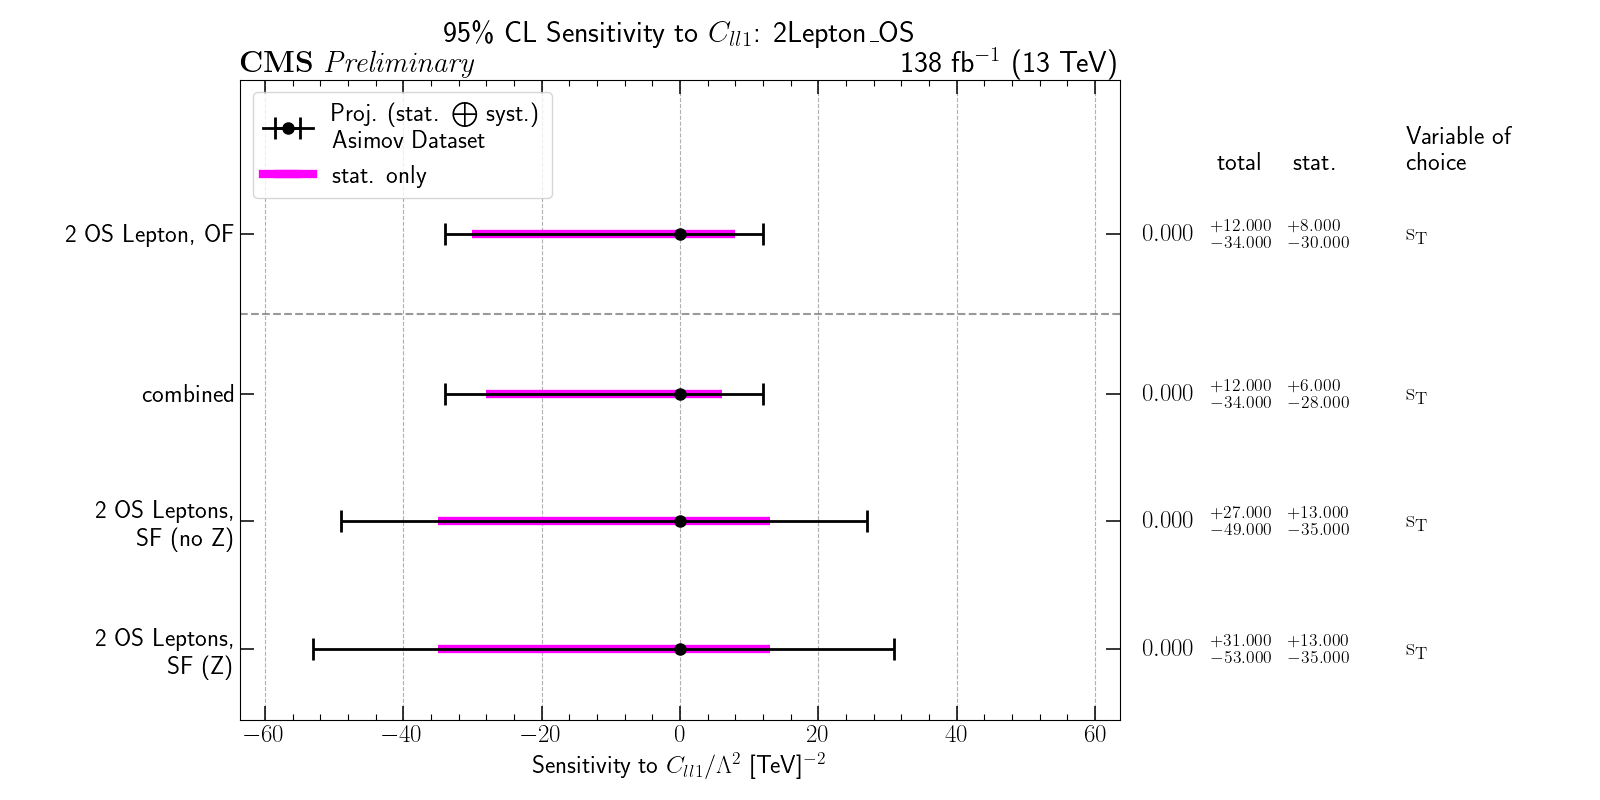 95% CL Sensitivity to C_{ll1}: 2Lepton_OS
CMS Preliminary
138 fb^{−1} (13 TeV)
Proj. (stat. ⊕ syst.)
Asimov Dataset
stat. only
total
stat.
Variable of
choice
2 OS Lepton, OF
0.000 +12.000 −34.000 +8.000 −30.000 s_T
combined
0.000 +12.000 −34.000 +6.000 −28.000 s_T
2 OS Leptons,
SF (no Z)
0.000 +27.000 −49.000 +13.000 −35.000 s_T
2 OS Leptons,
SF (Z)
0.000 +31.000 −53.000 +13.000 −35.000 s_T
−60 −40 −20 0 20 40 60
Sensitivity to C_{ll1}/Λ² [TeV]^{−2}